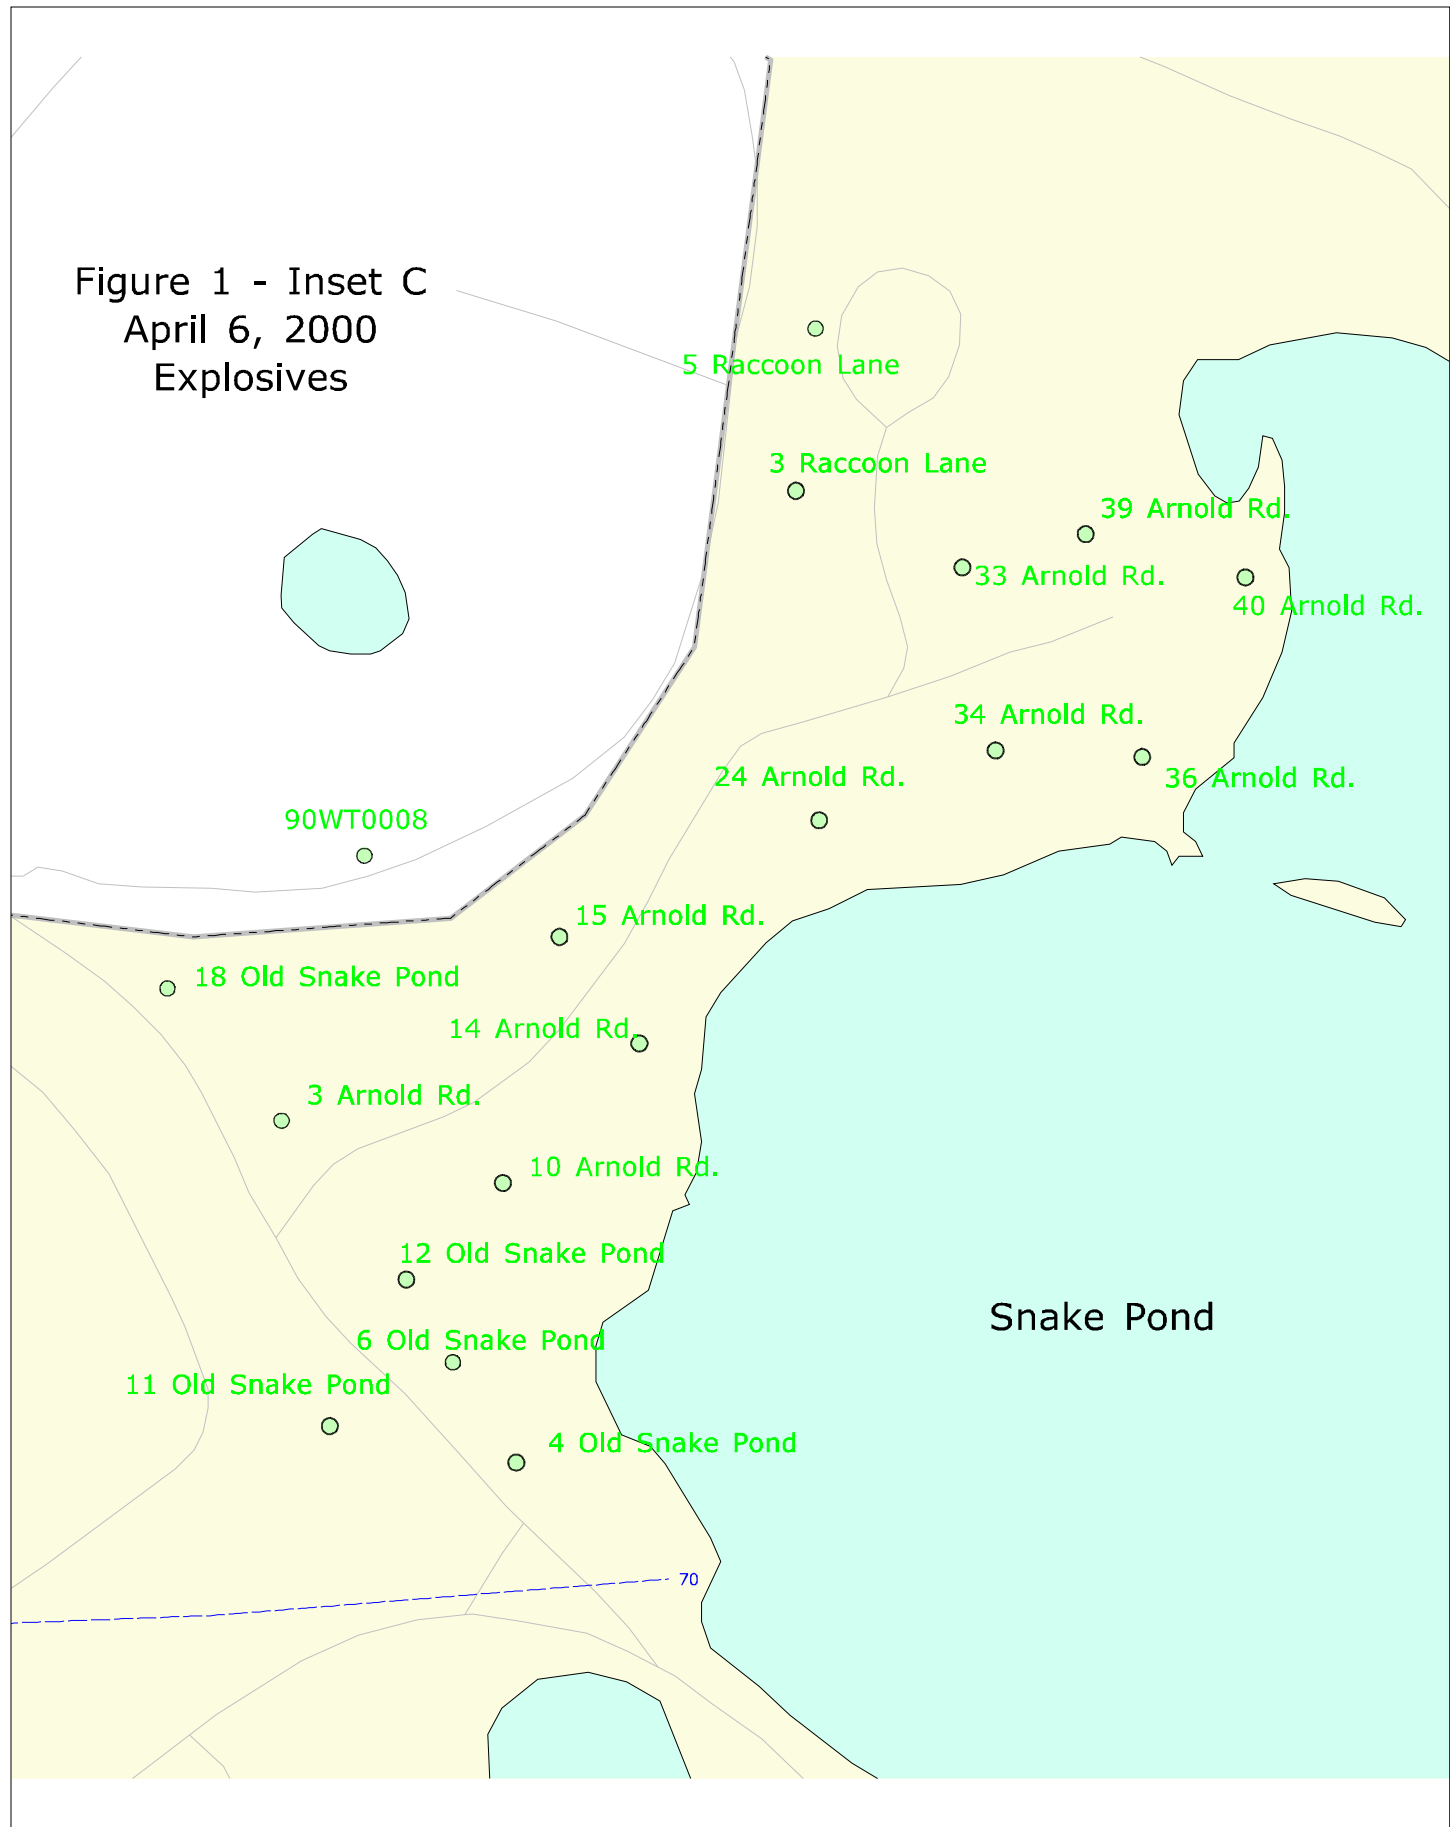 Figure 1 - Inset C
April 6, 2000
Explosives
5 Raccoon Lane
3 Raccoon Lane
39 Arnold Rd.
33 Arnold Rd.
40 Arnold Rd.
34 Arnold Rd.
24 Arnold Rd.
36 Arnold Rd.
90WT0008
15 Arnold Rd.
18 Old Snake Pond
14 Arnold Rd.
3 Arnold Rd.
10 Arnold Rd.
12 Old Snake Pond
Snake Pond
6 Old Snake Pond
11 Old Snake Pond
4 Old Snake Pond
70